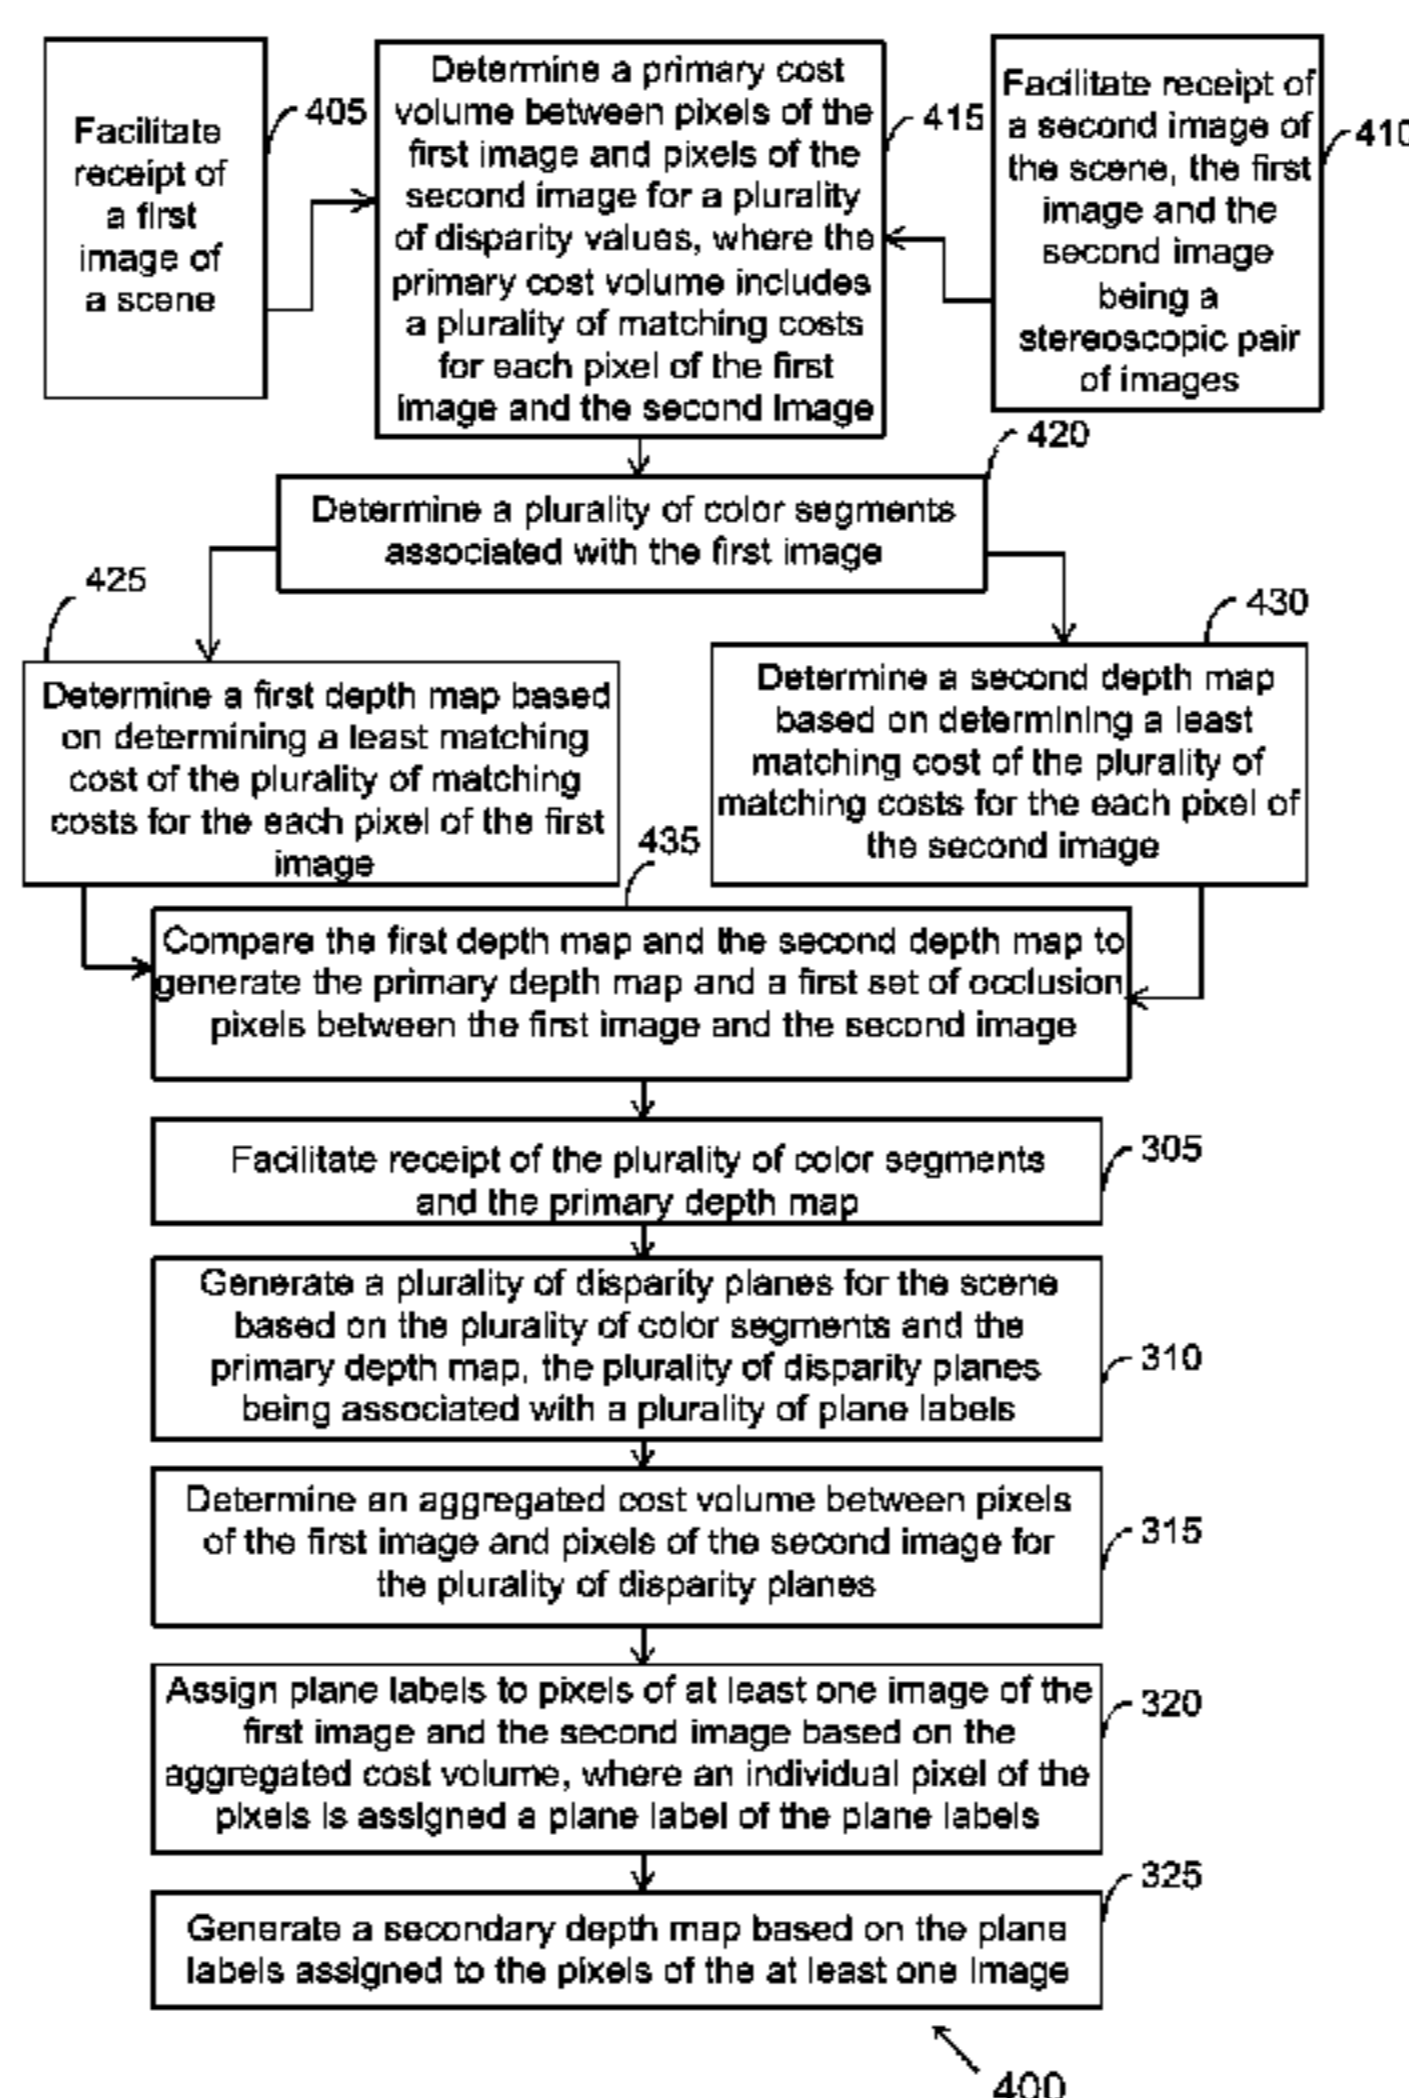 Facilitate
receipt of
a first
image of
a scene
405
Determine a primary cost
volume between pixels of the
first image and pixels of the
second image for a plurality
of disparity values, where the
primary cost volume includes
a plurality of matching costs
for each pixel of the first
image and the second image
415
Facilitate receipt of
a second image of
the scene, the first
image and the
second image
being a
stereoscopic pair
of images
410
420
Determine a plurality of color segments
associated with the first image
425
Determine a first depth map based
on determining a least matching
cost of the plurality of matching
costs for the each pixel of the first
image
430
Determine a second depth map
based on determining a least
matching cost of the plurality of
matching costs for the each pixel of
the second image
435
Compare the first depth map and the second depth map to
generate the primary depth map and a first set of occlusion
pixels between the first image and the second image
Facilitate receipt of the plurality of color segments
and the primary depth map
305
Generate a plurality of disparity planes for the scene
based on the plurality of color segments and the
primary depth map, the plurality of disparity planes
being associated with a plurality of plane labels
310
Determine an aggregated cost volume between pixels
of the first image and pixels of the second image for
the plurality of disparity planes
315
Assign plane labels to pixels of at least one image of the
first image and the second image based on the
aggregated cost volume, where an individual pixel of the
pixels is assigned a plane label of the plane labels
320
Generate a secondary depth map based on the plane
labels assigned to the pixels of the at least one image
325
400